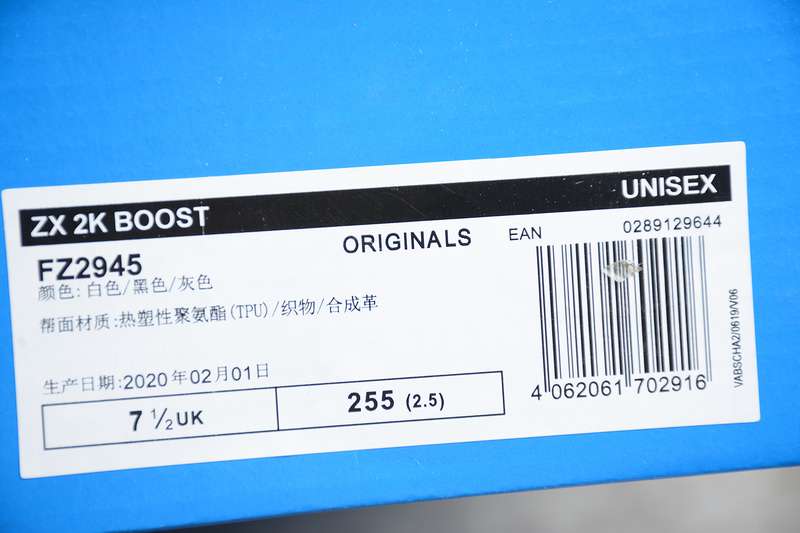 ZX 2K BOOST
UNISEX
ORIGINALS
EAN
0289129644
FZ2945
颜色: 白色/黑色/灰色
帮面材质:热塑性聚氨酯(TPU)/织物/合成革
生产日期:2020年02月01日
7 ½ UK
255 (2.5)
4 062061 702916
VABSCHA2/0619/V06